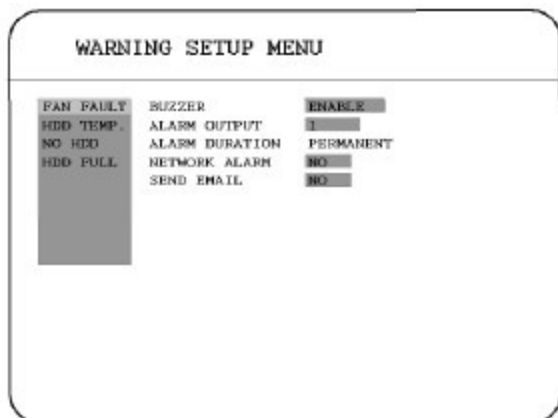 WARNING SETUP MENU
FAN FAULT BUZZER ENABLE
HDD TEMP. ALARM OUTPUT 1
NO HDD ALARM DURATION PERMANENT
HDD FULL NETWORK ALARM NO
SEND EMAIL NO